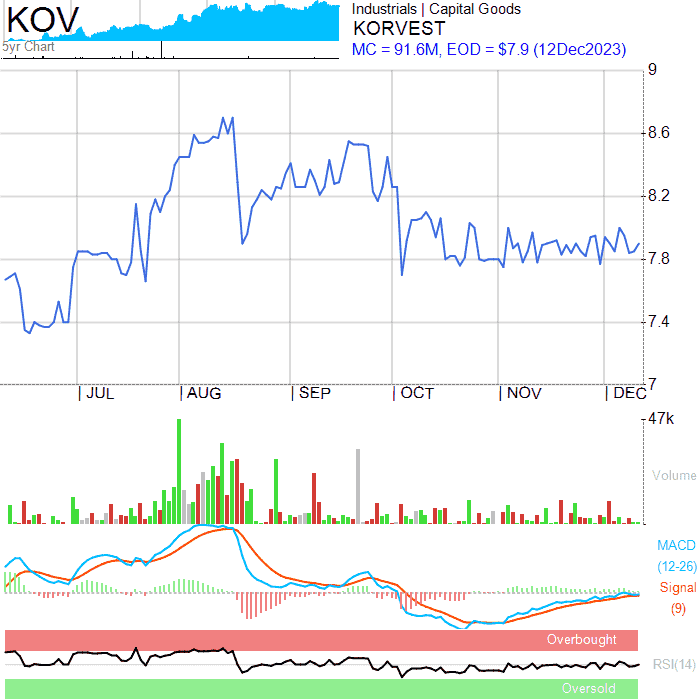 KOV
5yr Chart
Industrials | Capital Goods
KORVEST
MC = 91.6M, EOD = $7.9 (12Dec2023)
9
8.6
8.2
7.8
7.4
7
| JUL | AUG | SEP | OCT | NOV | DEC
47k
Volume
MACD
(12-26)
Signal
(9)
Overbought
RSI(14)
Oversold